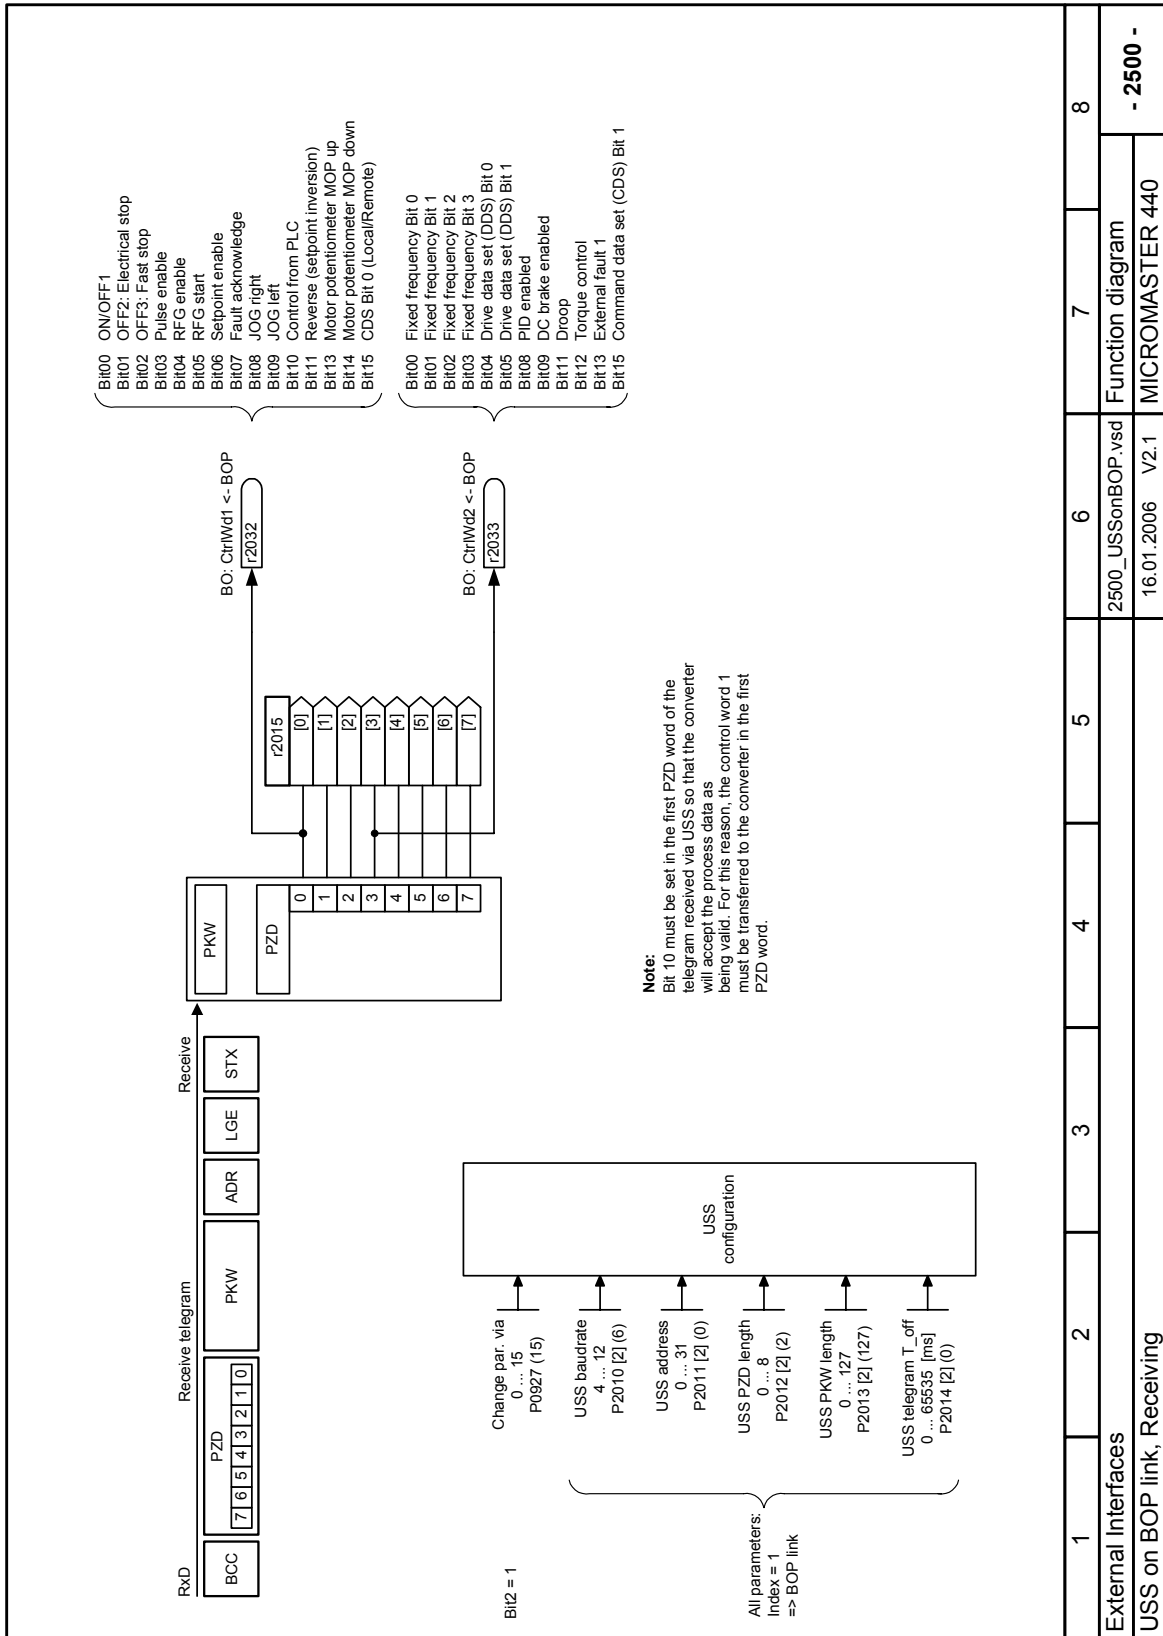 RxD
Receive telegram
Receive
BCC
PZD
7 6 5 4 3 2 1 0
PKW
ADR
LGE
STX
PKW
PZD
0
1
2
3
4
5
6
7
r2015
[0]
[1]
[2]
[3]
[4]
[5]
[6]
[7]
BO: CtrlWd1 <- BOP
r2032
BO: CtrlWd2 <- BOP
r2033
Bit00 ON/OFF1
Bit01 OFF2: Electrical stop
Bit02 OFF3: Fast stop
Bit03 Pulse enable
Bit04 RFG enable
Bit05 RFG start
Bit06 Setpoint enable
Bit07 Fault acknowledge
Bit08 JOG right
Bit09 JOG left
Bit10 Control from PLC
Bit11 Reverse (setpoint inversion)
Bit13 Motor potentiometer MOP up
Bit14 Motor potentiometer MOP down
Bit15 CDS Bit 0 (Local/Remote)
Bit00 Fixed frequency Bit 0
Bit01 Fixed frequency Bit 1
Bit02 Fixed frequency Bit 2
Bit03 Fixed frequency Bit 3
Bit04 Drive data set (DDS) Bit 0
Bit05 Drive data set (DDS) Bit 1
Bit08 PID enabled
Bit09 DC brake enabled
Bit11 Droop
Bit12 Torque control
Bit13 External fault 1
Bit15 Command data set (CDS) Bit 1
Bit2 = 1
Change par. via
0 ... 15
P0927 (15)
USS baudrate
4 ... 12
P2010 [2] (6)
USS address
0 ... 31
P2011 [2] (0)
USS PZD length
0 ... 8
P2012 [2] (2)
USS PKW length
0 ... 127
P2013 [2] (127)
USS telegram T_off
0 ... 65535 [ms]
P2014 [2] (0)
All parameters:
Index = 1
=> BOP link
USS
configuration
Note:
Bit 10 must be set in the first PZD word of the
telegram received via USS so that the converter
will accept the process data as
being valid. For this reason, the control word 1
must be transferred to the converter in the first
PZD word.
1 2 3 4 5 6 7 8
External Interfaces
2500_USSonBOP.vsd
Function diagram
- 2500 -
USS on BOP link, Receiving
16.01.2006 V2.1
MICROMASTER 440